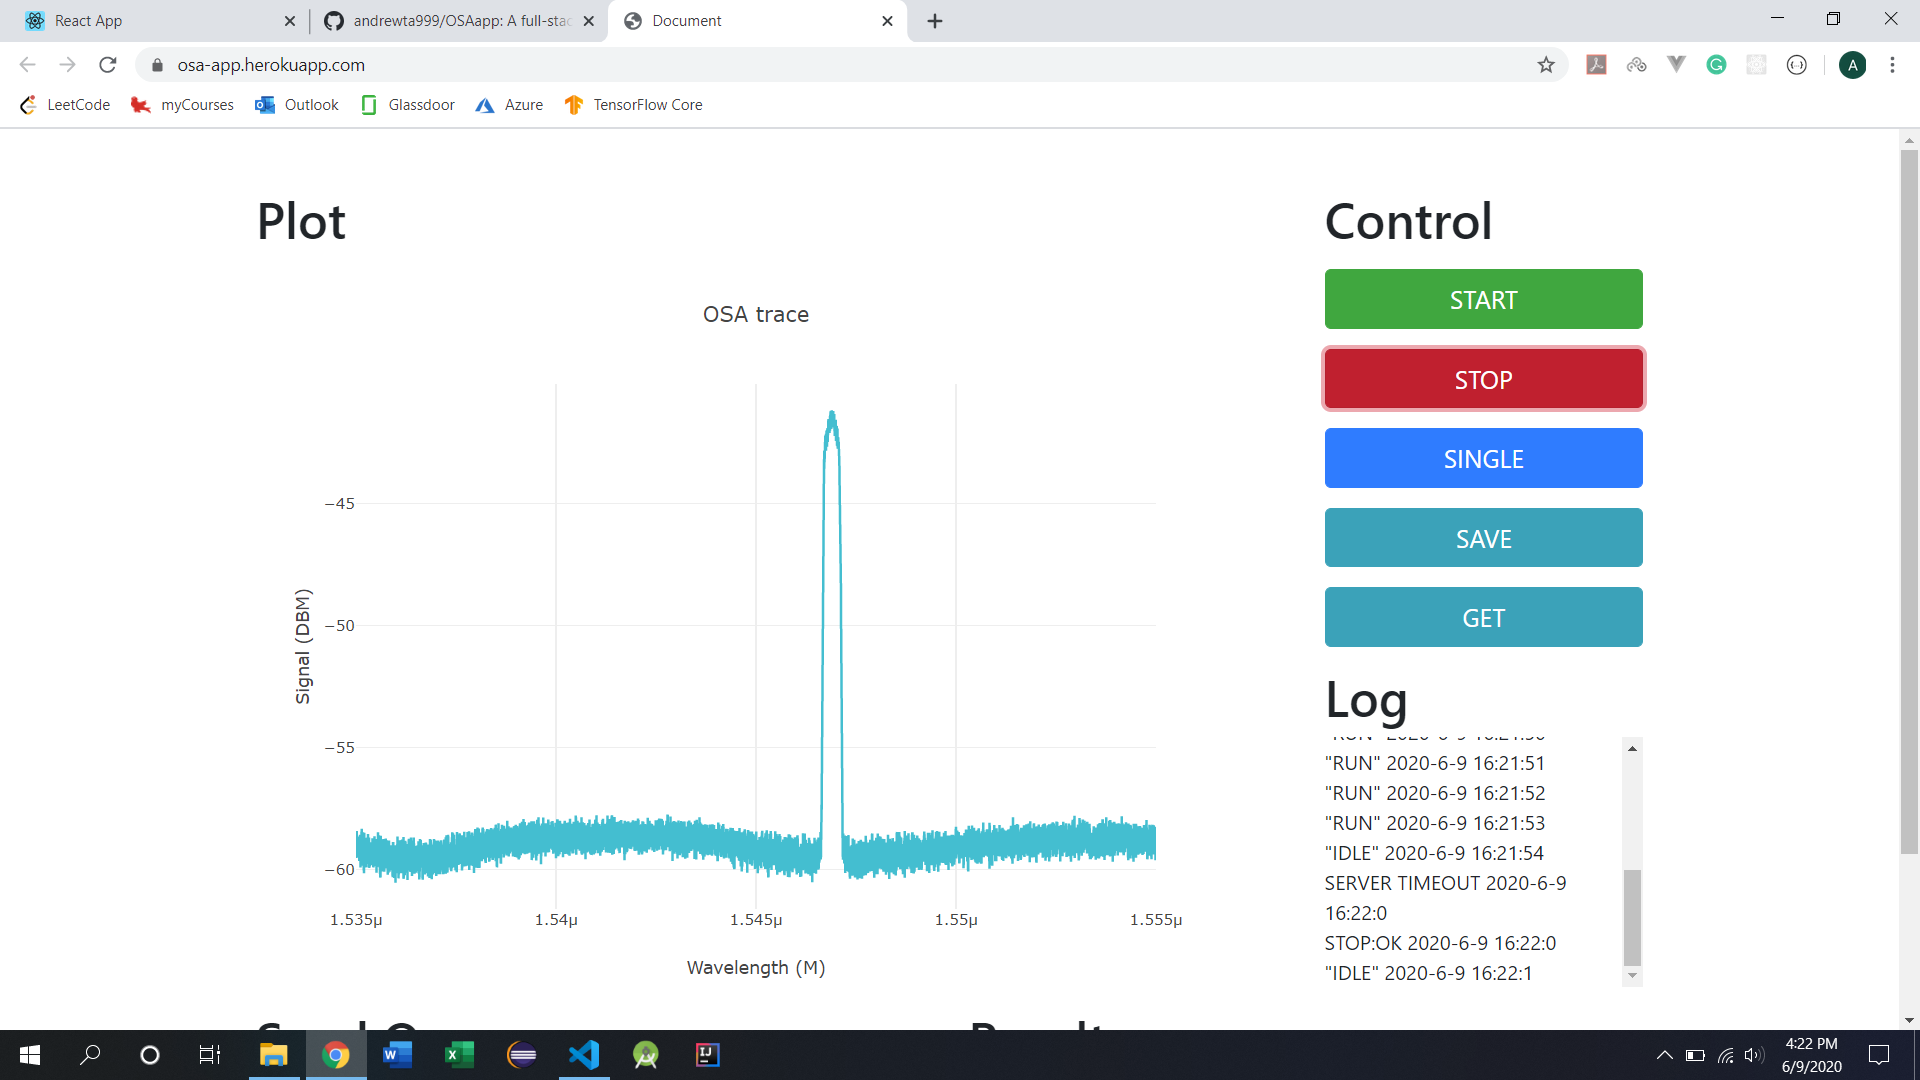 React App
andrewta999/OSAapp: A full-stac
Document
osa-app.herokuapp.com
A
LeetCode
myCourses
Outlook
Glassdoor
Azure
TensorFlow Core
Plot
OSA trace
−45
−50
−55
−60
Signal (DBM)
1.535μ
1.54μ
1.545μ
1.55μ
1.555μ
Wavelength (M)
Control
START
STOP
SINGLE
SAVE
GET
Log
"RUN" 2020-6-9 16:21:51
"RUN" 2020-6-9 16:21:52
"RUN" 2020-6-9 16:21:53
"IDLE" 2020-6-9 16:21:54
SERVER TIMEOUT 2020-6-9
16:22:0
STOP:OK 2020-6-9 16:22:0
"IDLE" 2020-6-9 16:22:1
4:22 PM
6/9/2020